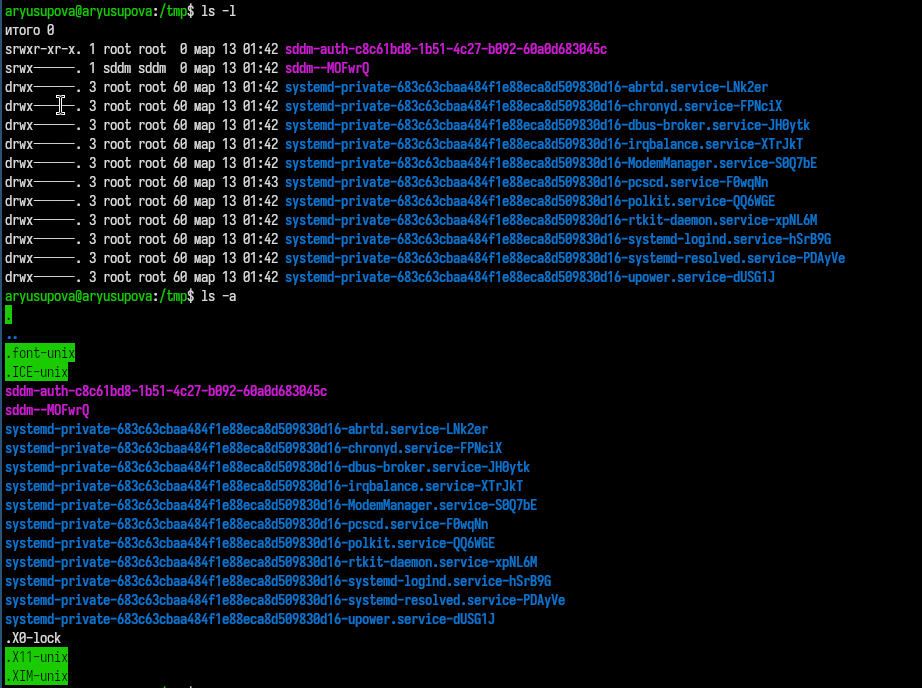 aryusupova@aryusupova:/tmp$ ls -l
итого 0
srwxr-xr-x. 1 root root  0 мар 13 01:42 sddm-auth-c8c61bd8-1b51-4c27-b092-60a0d683045c
srwx------. 1 sddm sddm  0 мар 13 01:42 sddm--MOFwrQ
drwx------. 3 root root 60 мар 13 01:42 systemd-private-683c63cbaa484f1e88eca8d509830d16-abrtd.service-LNk2er
drwx------. 3 root root 60 мар 13 01:42 systemd-private-683c63cbaa484f1e88eca8d509830d16-chronyd.service-FPNciX
drwx------. 3 root root 60 мар 13 01:42 systemd-private-683c63cbaa484f1e88eca8d509830d16-dbus-broker.service-JH0ytk
drwx------. 3 root root 60 мар 13 01:42 systemd-private-683c63cbaa484f1e88eca8d509830d16-irqbalance.service-XTrJkT
drwx------. 3 root root 60 мар 13 01:42 systemd-private-683c63cbaa484f1e88eca8d509830d16-ModemManager.service-S0Q7bE
drwx------. 3 root root 60 мар 13 01:43 systemd-private-683c63cbaa484f1e88eca8d509830d16-pcscd.service-F0wqNn
drwx------. 3 root root 60 мар 13 01:42 systemd-private-683c63cbaa484f1e88eca8d509830d16-polkit.service-QQ6WGE
drwx------. 3 root root 60 мар 13 01:42 systemd-private-683c63cbaa484f1e88eca8d509830d16-rtkit-daemon.service-xpNL6M
drwx------. 3 root root 60 мар 13 01:42 systemd-private-683c63cbaa484f1e88eca8d509830d16-systemd-logind.service-hSrB9G
drwx------. 3 root root 60 мар 13 01:42 systemd-private-683c63cbaa484f1e88eca8d509830d16-systemd-resolved.service-PDAyVe
drwx------. 3 root root 60 мар 13 01:42 systemd-private-683c63cbaa484f1e88eca8d509830d16-upower.service-dUSG1J
aryusupova@aryusupova:/tmp$ ls -a
.
..
.font-unix
.ICE-unix
sddm-auth-c8c61bd8-1b51-4c27-b092-60a0d683045c
sddm--MOFwrQ
systemd-private-683c63cbaa484f1e88eca8d509830d16-abrtd.service-LNk2er
systemd-private-683c63cbaa484f1e88eca8d509830d16-chronyd.service-FPNciX
systemd-private-683c63cbaa484f1e88eca8d509830d16-dbus-broker.service-JH0ytk
systemd-private-683c63cbaa484f1e88eca8d509830d16-irqbalance.service-XTrJkT
systemd-private-683c63cbaa484f1e88eca8d509830d16-ModemManager.service-S0Q7bE
systemd-private-683c63cbaa484f1e88eca8d509830d16-pcscd.service-F0wqNn
systemd-private-683c63cbaa484f1e88eca8d509830d16-polkit.service-QQ6WGE
systemd-private-683c63cbaa484f1e88eca8d509830d16-rtkit-daemon.service-xpNL6M
systemd-private-683c63cbaa484f1e88eca8d509830d16-systemd-logind.service-hSrB9G
systemd-private-683c63cbaa484f1e88eca8d509830d16-systemd-resolved.service-PDAyVe
systemd-private-683c63cbaa484f1e88eca8d509830d16-upower.service-dUSG1J
.X0-lock
.X11-unix
.XIM-unix